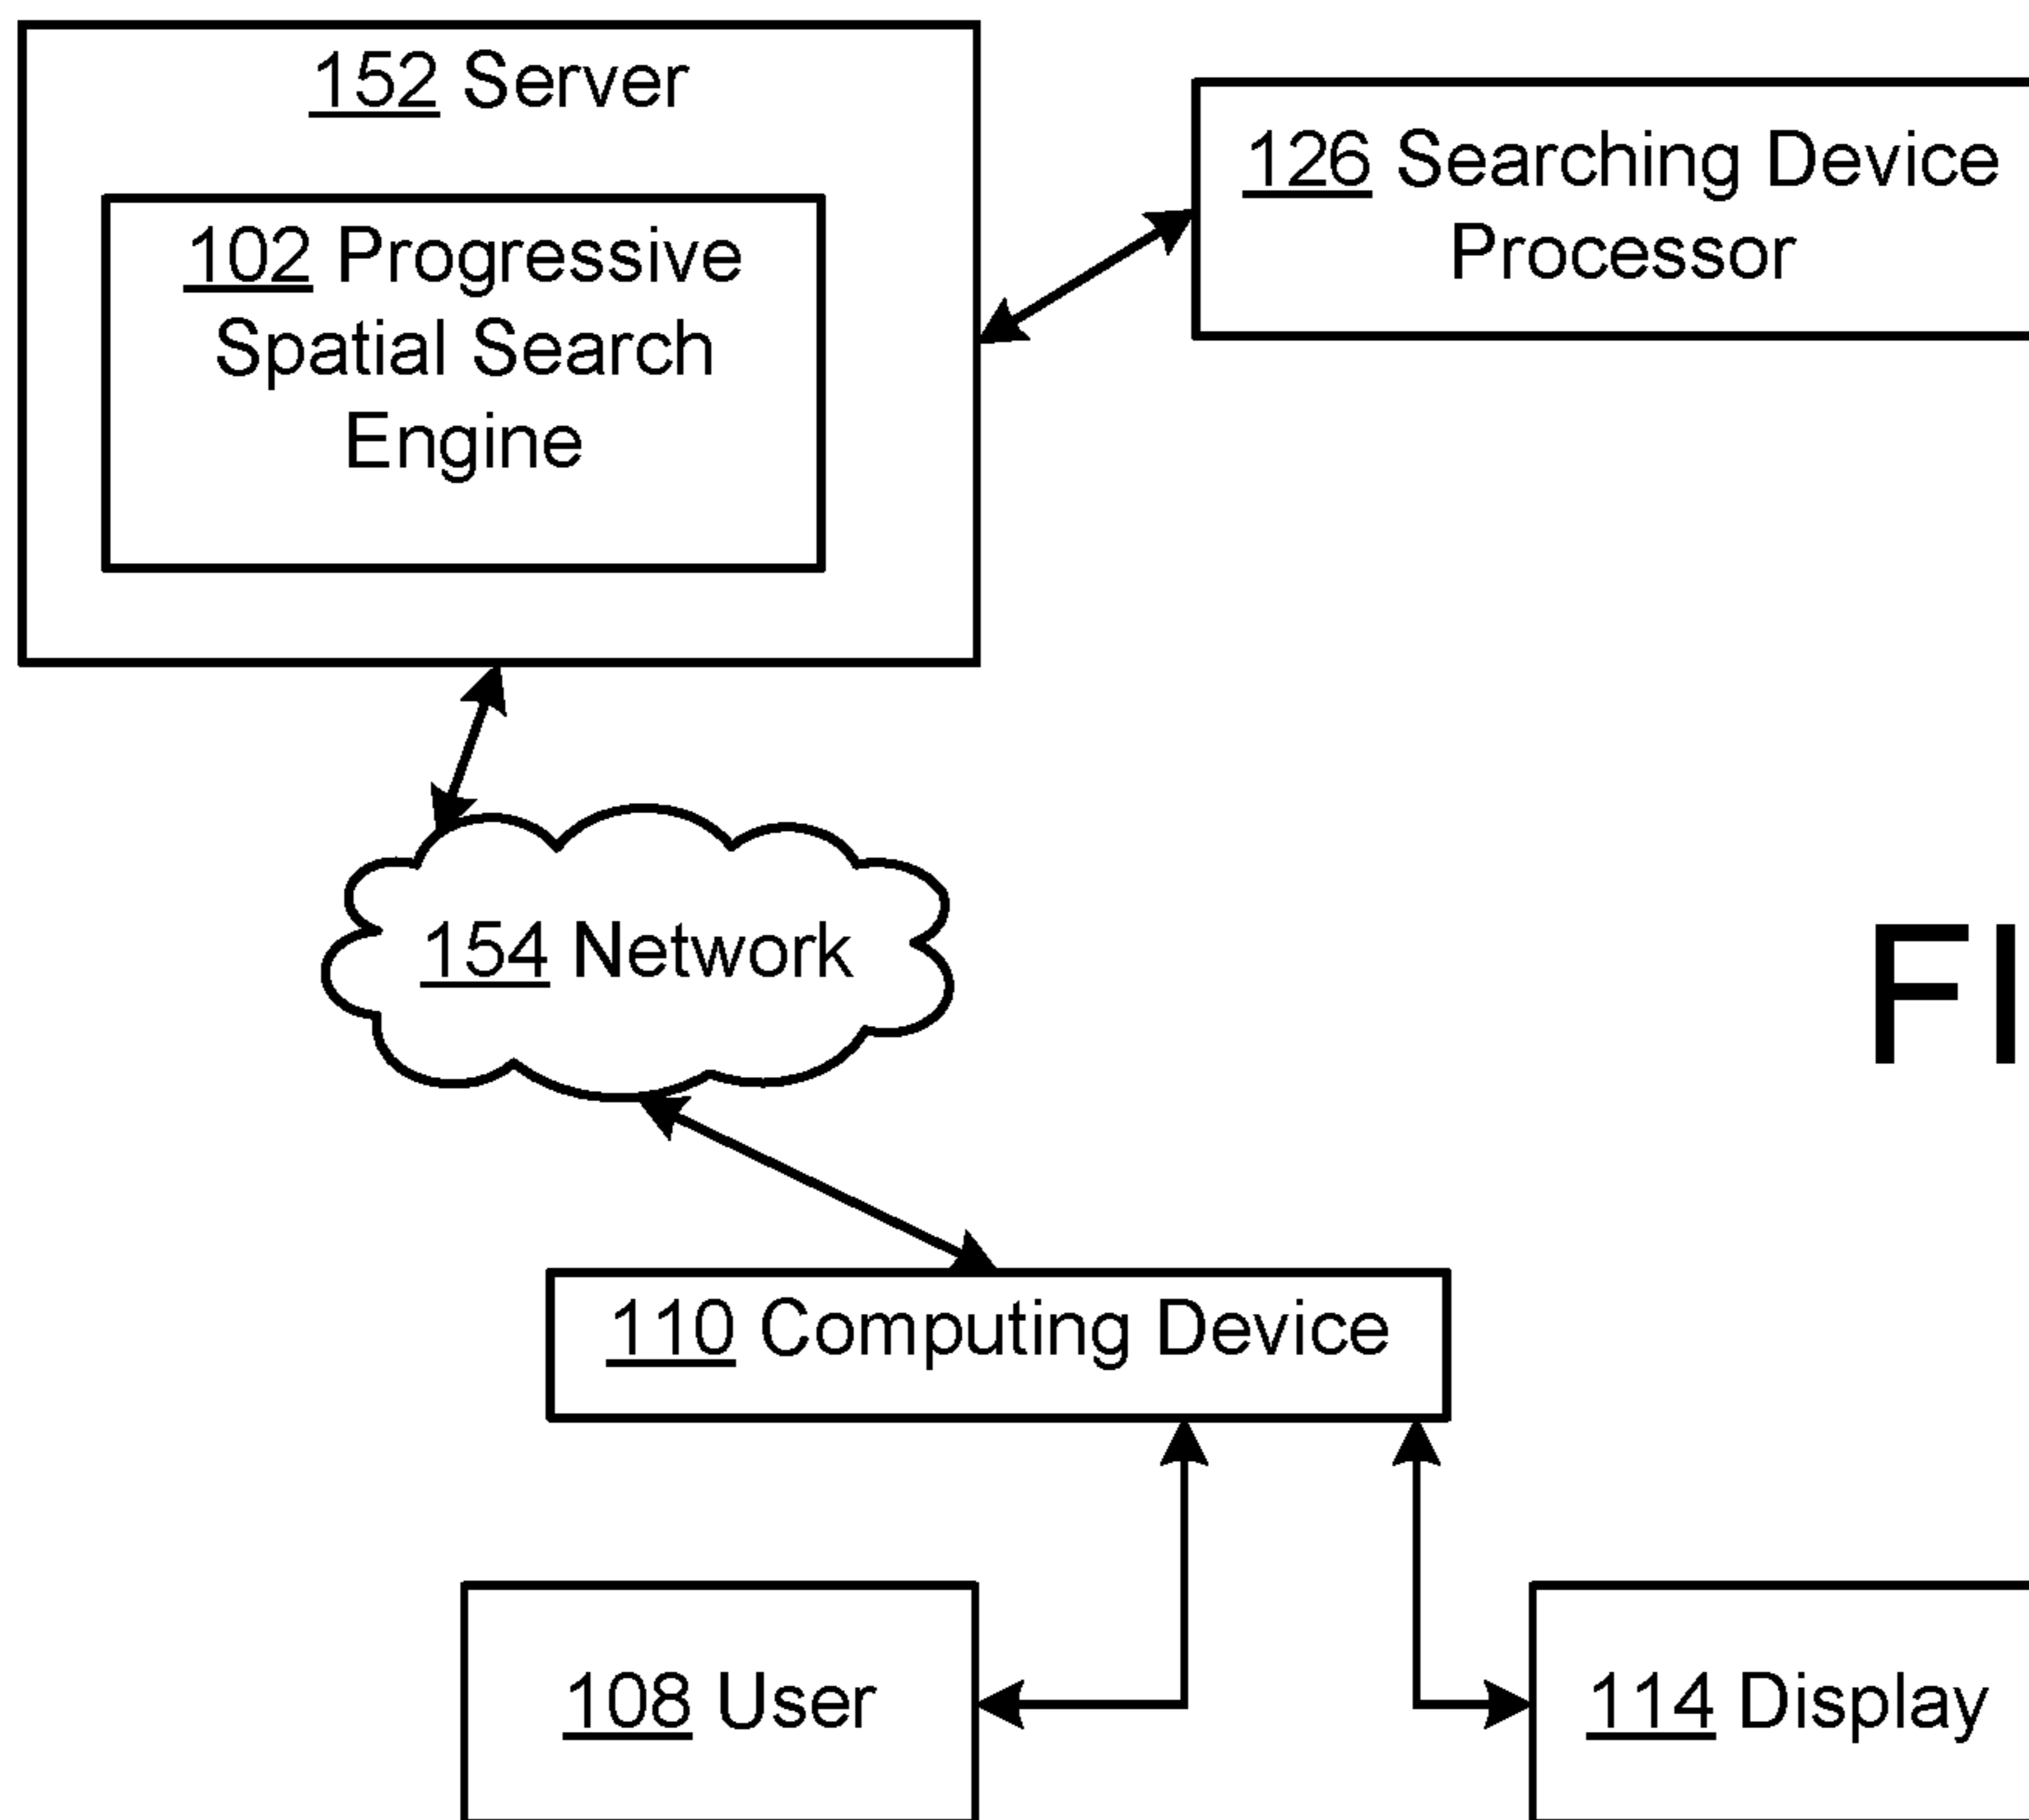 152 Server
126 Searching Device
Processor
102 Progressive
Spatial Search
Engine
154 Network
FI
110 Computing Device
108 User
114 Display